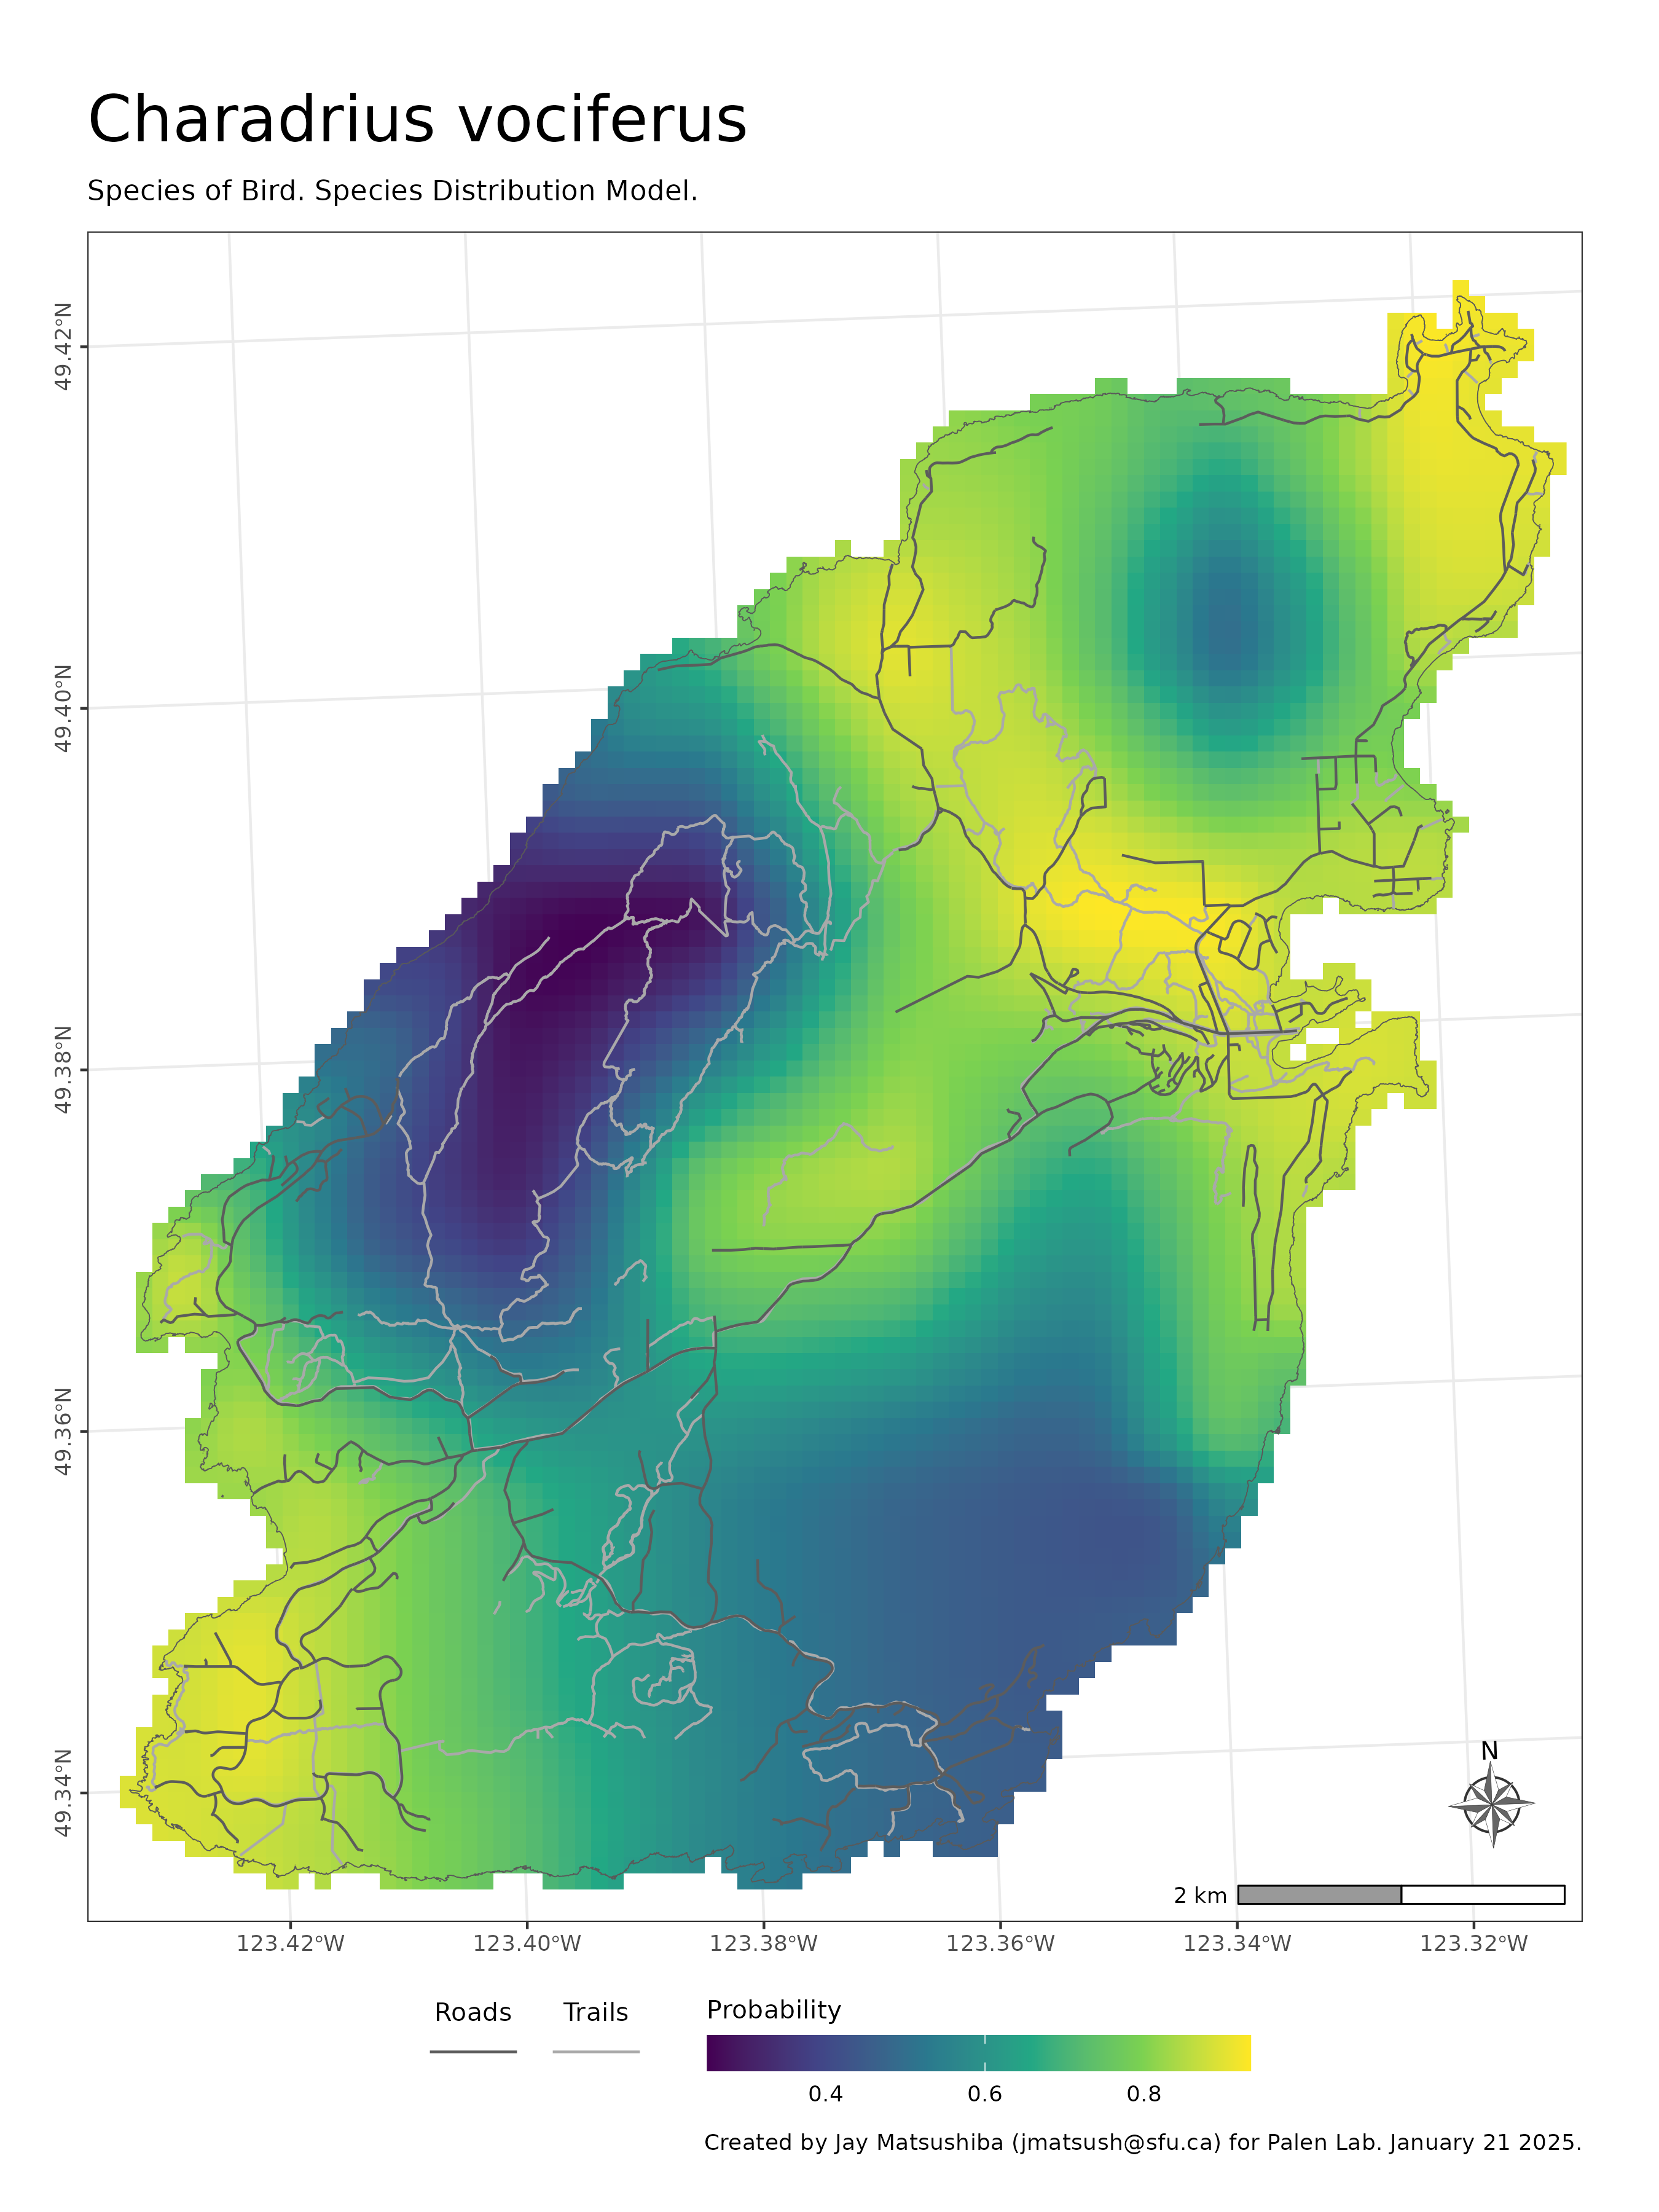 Charadrius vociferus
Species of Bird. Species Distribution Model.
49.42°N
49.40°N
49.38°N
49.36°N
49.34°N
N
2 km
123.42°W 123.40°W 123.38°W 123.36°W 123.34°W 123.32°W
Roads Trails Probability
0.4 0.6 0.8
Created by Jay Matsushiba (jmatsush@sfu.ca) for Palen Lab. January 21 2025.